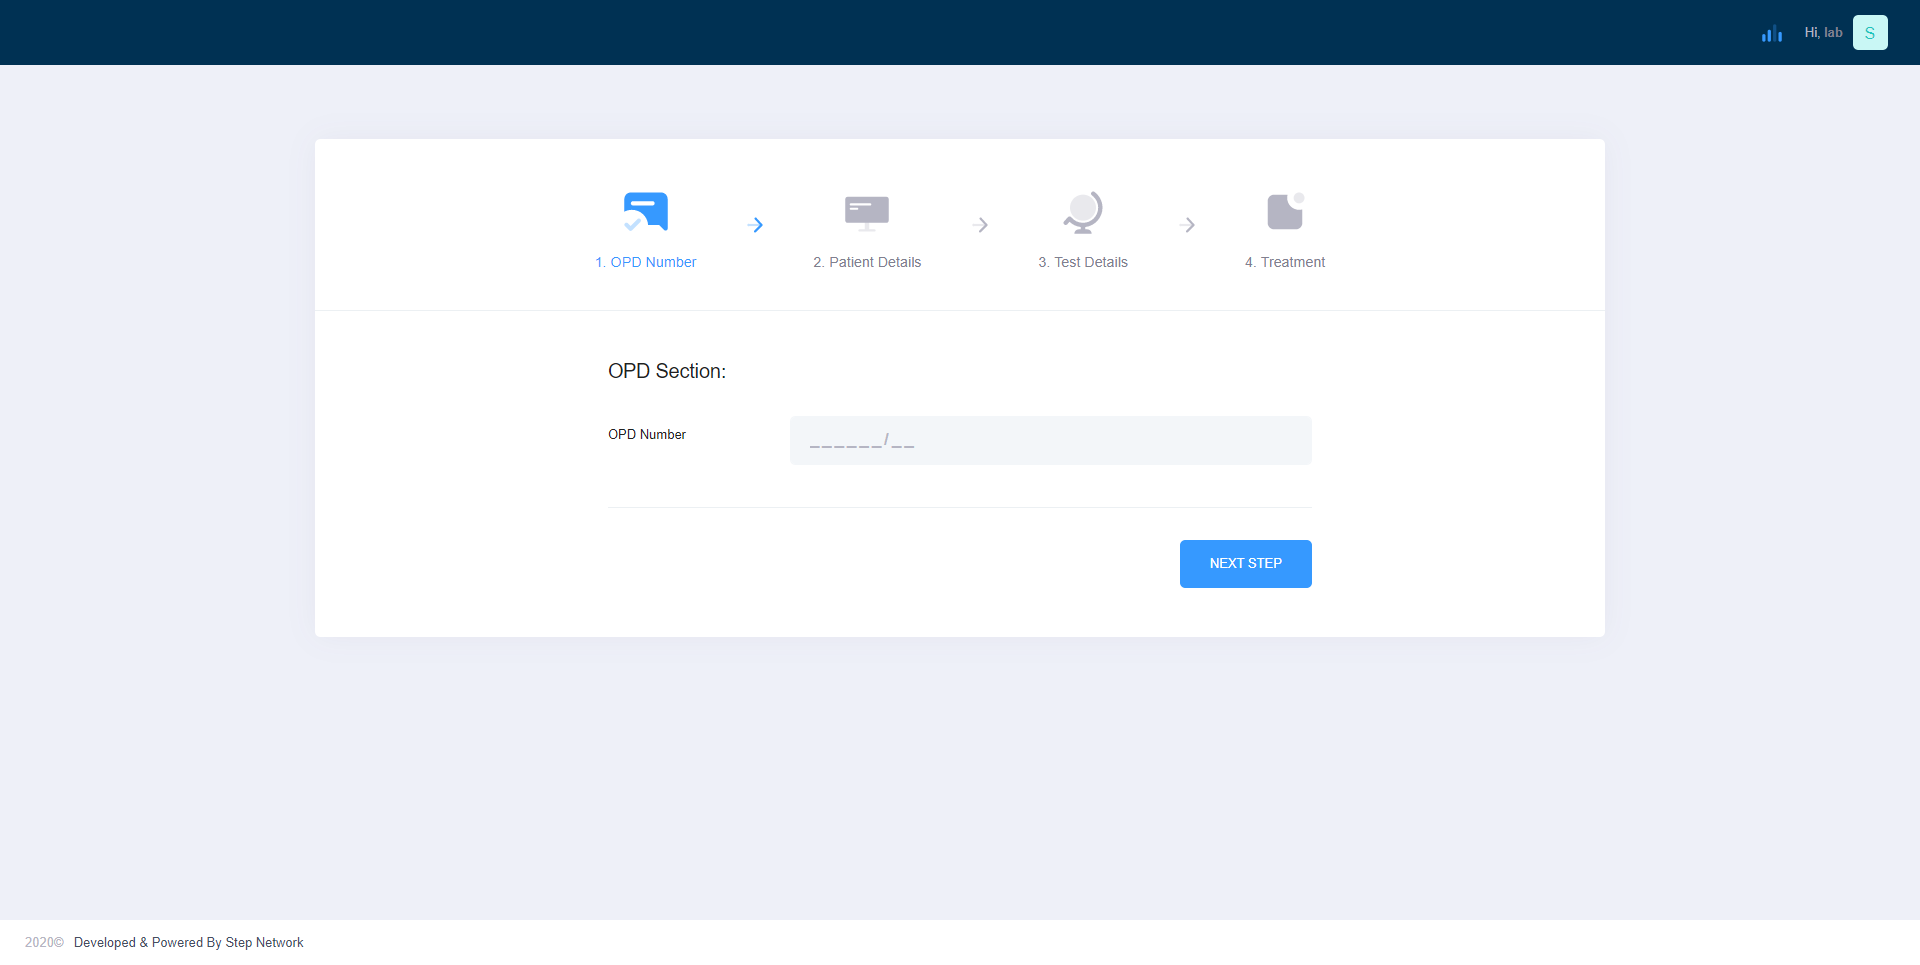 Hi, lab S
1. OPD Number
2. Patient Details
3. Test Details
4. Treatment
OPD Section:
OPD Number
______/__
NEXT STEP
2020© Developed & Powered By Step Network